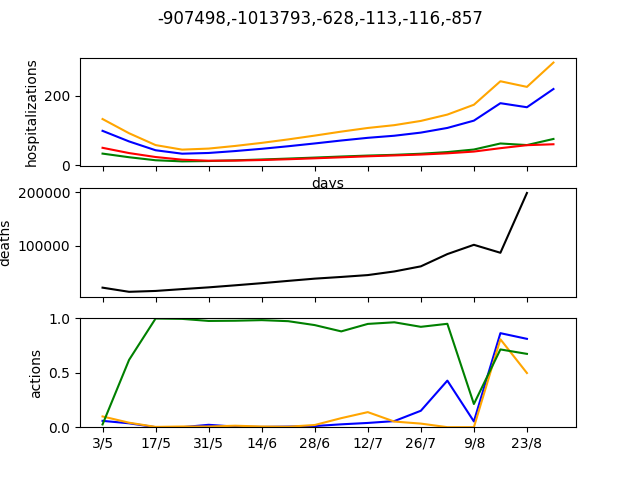 -907498,-1013793,-628,-113,-116,-857
hospitalizations
200
0
days
deaths
200000
100000
actions
1.0
0.5
0.0
3/5 17/5 31/5 14/6 28/6 12/7 26/7 9/8 23/8